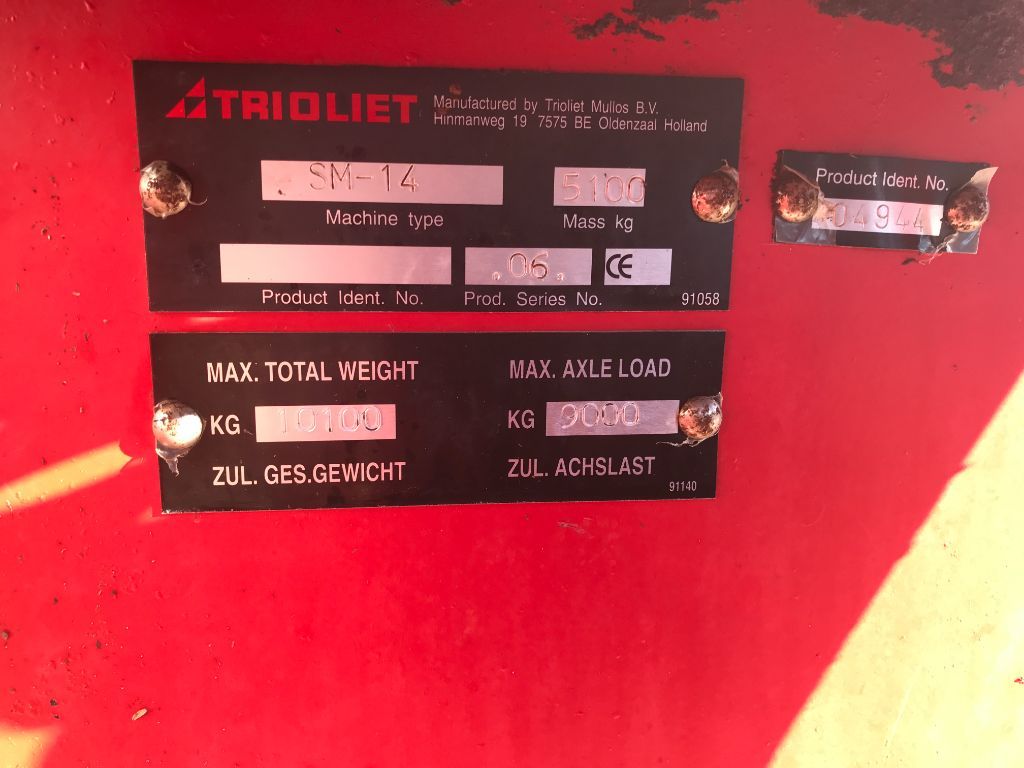 TRIOLIET
Manufactured by Trioliet Mullos B.V.
Hinmanweg 19 7575 BE Oldenzaal Holland
SM-14
5100
Machine type
Mass kg
.06.
CE
Product Ident. No.
Prod. Series No.
91058
Product Ident. No.
04944
MAX. TOTAL WEIGHT
MAX. AXLE LOAD
KG 10100
KG 9000
ZUL. GES.GEWICHT
ZUL. ACHSLAST
91140